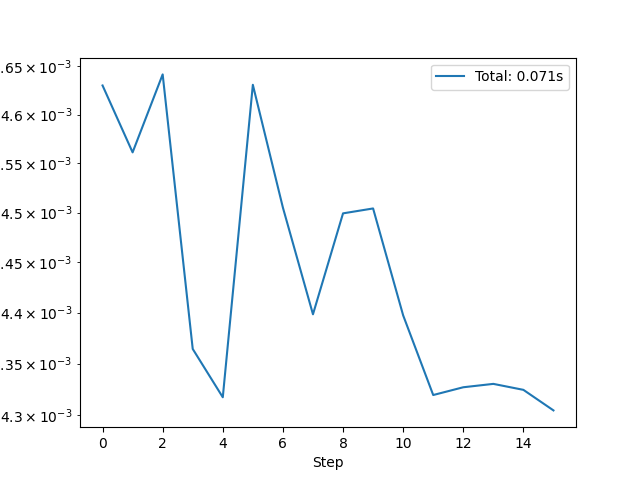 .65 × 10⁻³
4.6 × 10⁻³
.55 × 10⁻³
4.5 × 10⁻³
.45 × 10⁻³
4.4 × 10⁻³
.35 × 10⁻³
4.3 × 10⁻³
Total: 0.071s
0 2 4 6 8 10 12 14
Step